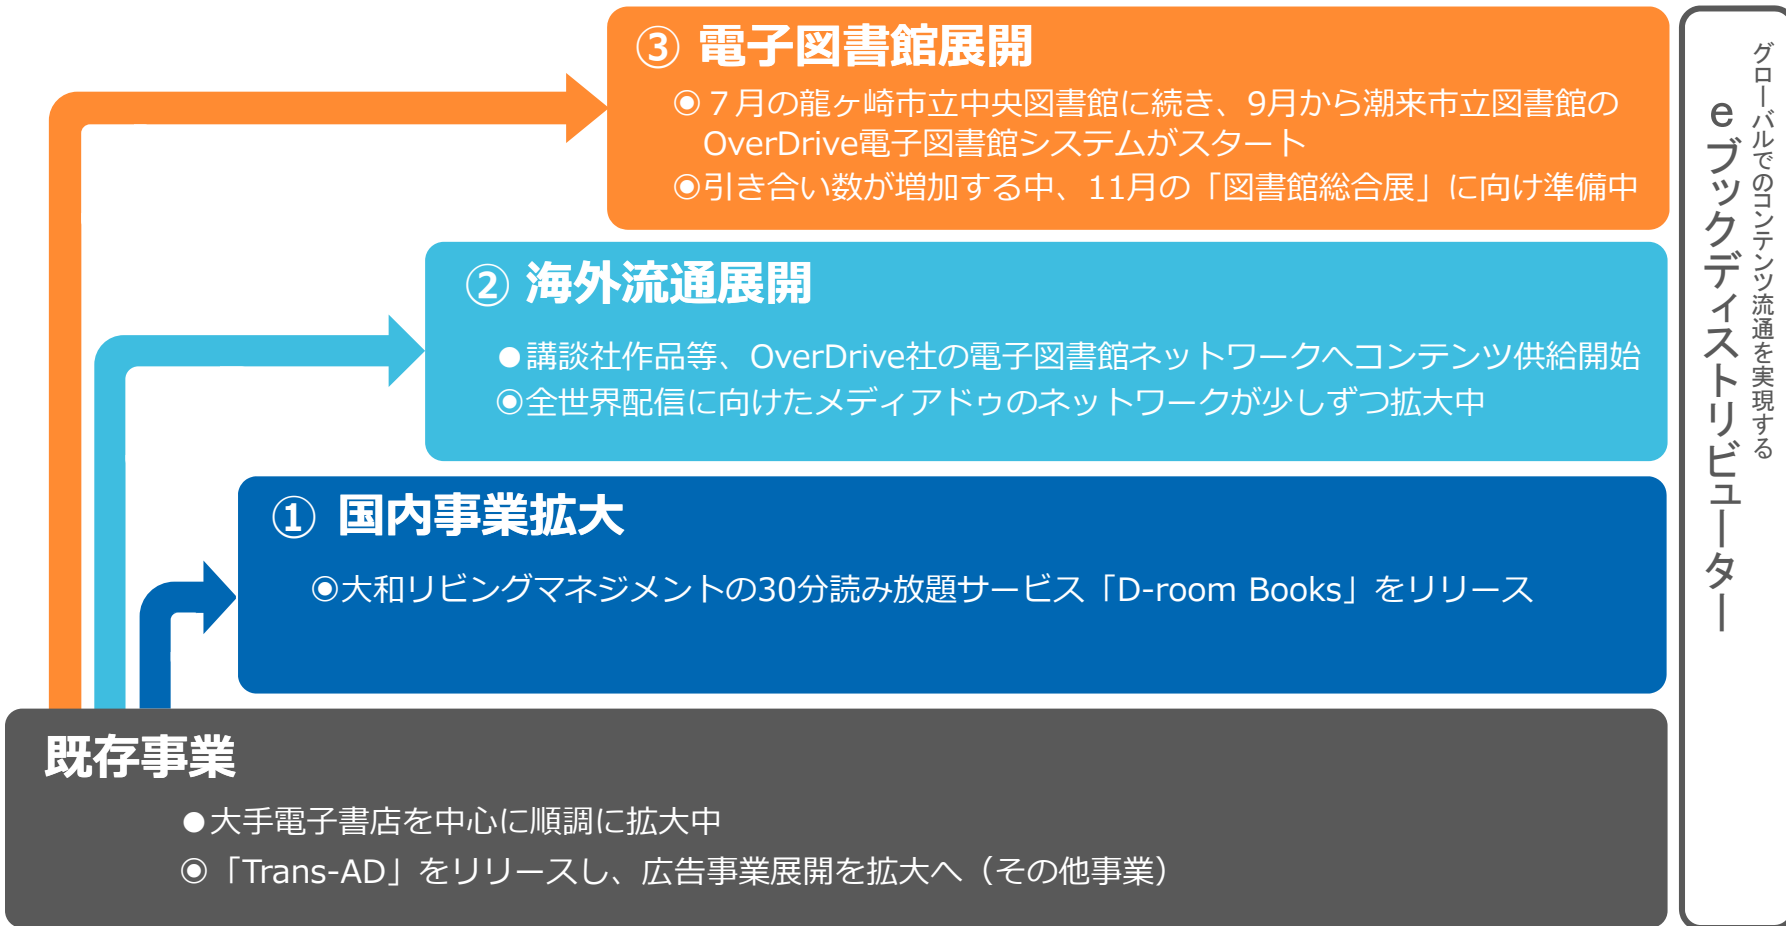 ③ 電子図書館展開
◉７月の龍ヶ崎市立中央図書館に続き、9月から潮来市立図書館の
OverDrive電子図書館システムがスタート
◉引き合い数が増加する中、11月の「図書館総合展」に向け準備中
② 海外流通展開
●講談社作品等、OverDrive社の電子図書館ネットワークへコンテンツ供給開始
◉全世界配信に向けたメディアドゥのネットワークが少しずつ拡大中
① 国内事業拡大
◉大和リビングマネジメントの30分読み放題サービス「D-room Books」をリリース
既存事業
●大手電子書店を中心に順調に拡大中
◉「Trans-AD」をリリースし、広告事業展開を拡大へ（その他事業）
グローバルでのコンテンツ流通を実現する
eブックディストリビューター